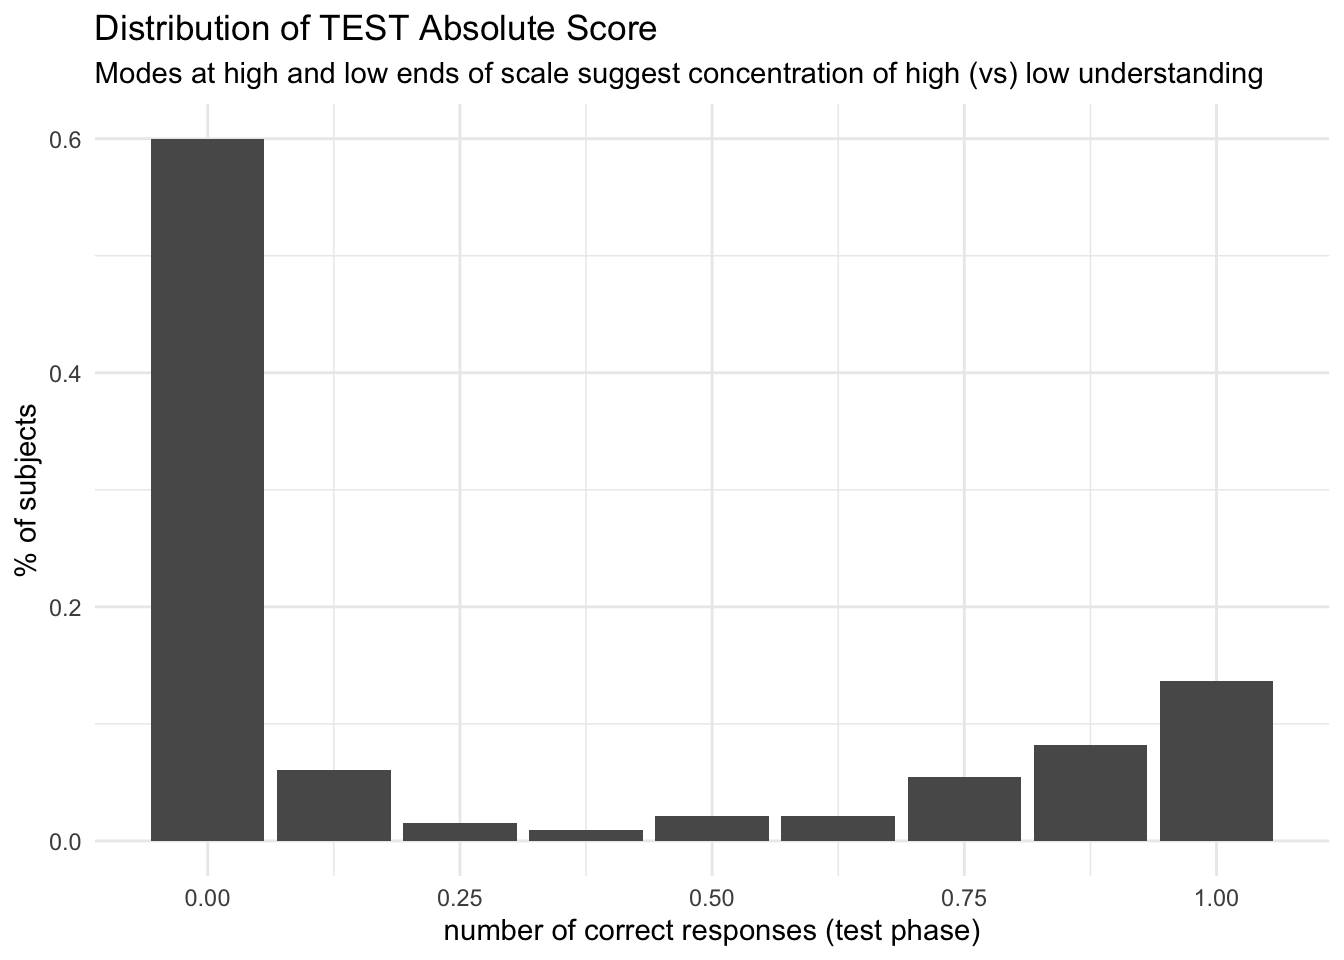 Distribution of TEST Absolute Score
Modes at high and low ends of scale suggest concentration of high (vs) low understanding
0.6
0.4
0.2
0.0
% of subjects
0.00 0.25 0.50 0.75 1.00
number of correct responses (test phase)